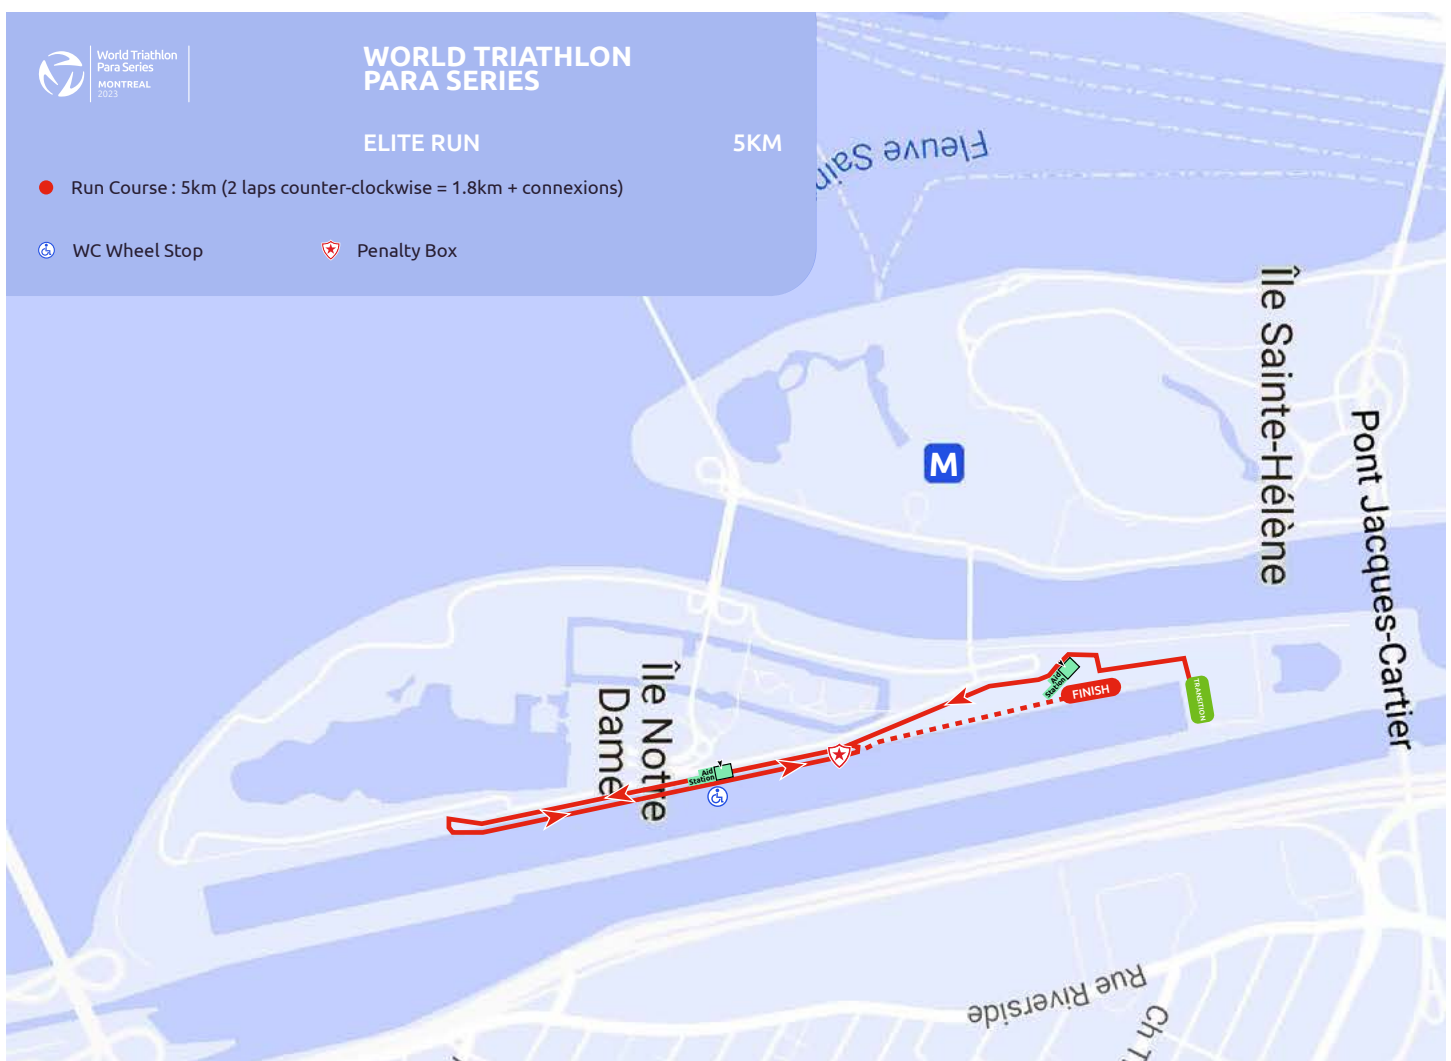 World Triathlon
Para Series
MONTREAL
2023
WORLD TRIATHLON
PARA SERIES
ELITE RUN
5KM
Run Course : 5km (2 laps counter-clockwise = 1.8km + connexions)
WC Wheel Stop
Penalty Box
Fleuve Sain
Île Sainte-Hélène
Pont Jacques-Cartier
M
Île Notre
Dame
Aid
Station
FINISH
TRANSITION
Aid
Station
Rue Riverside
Ch T